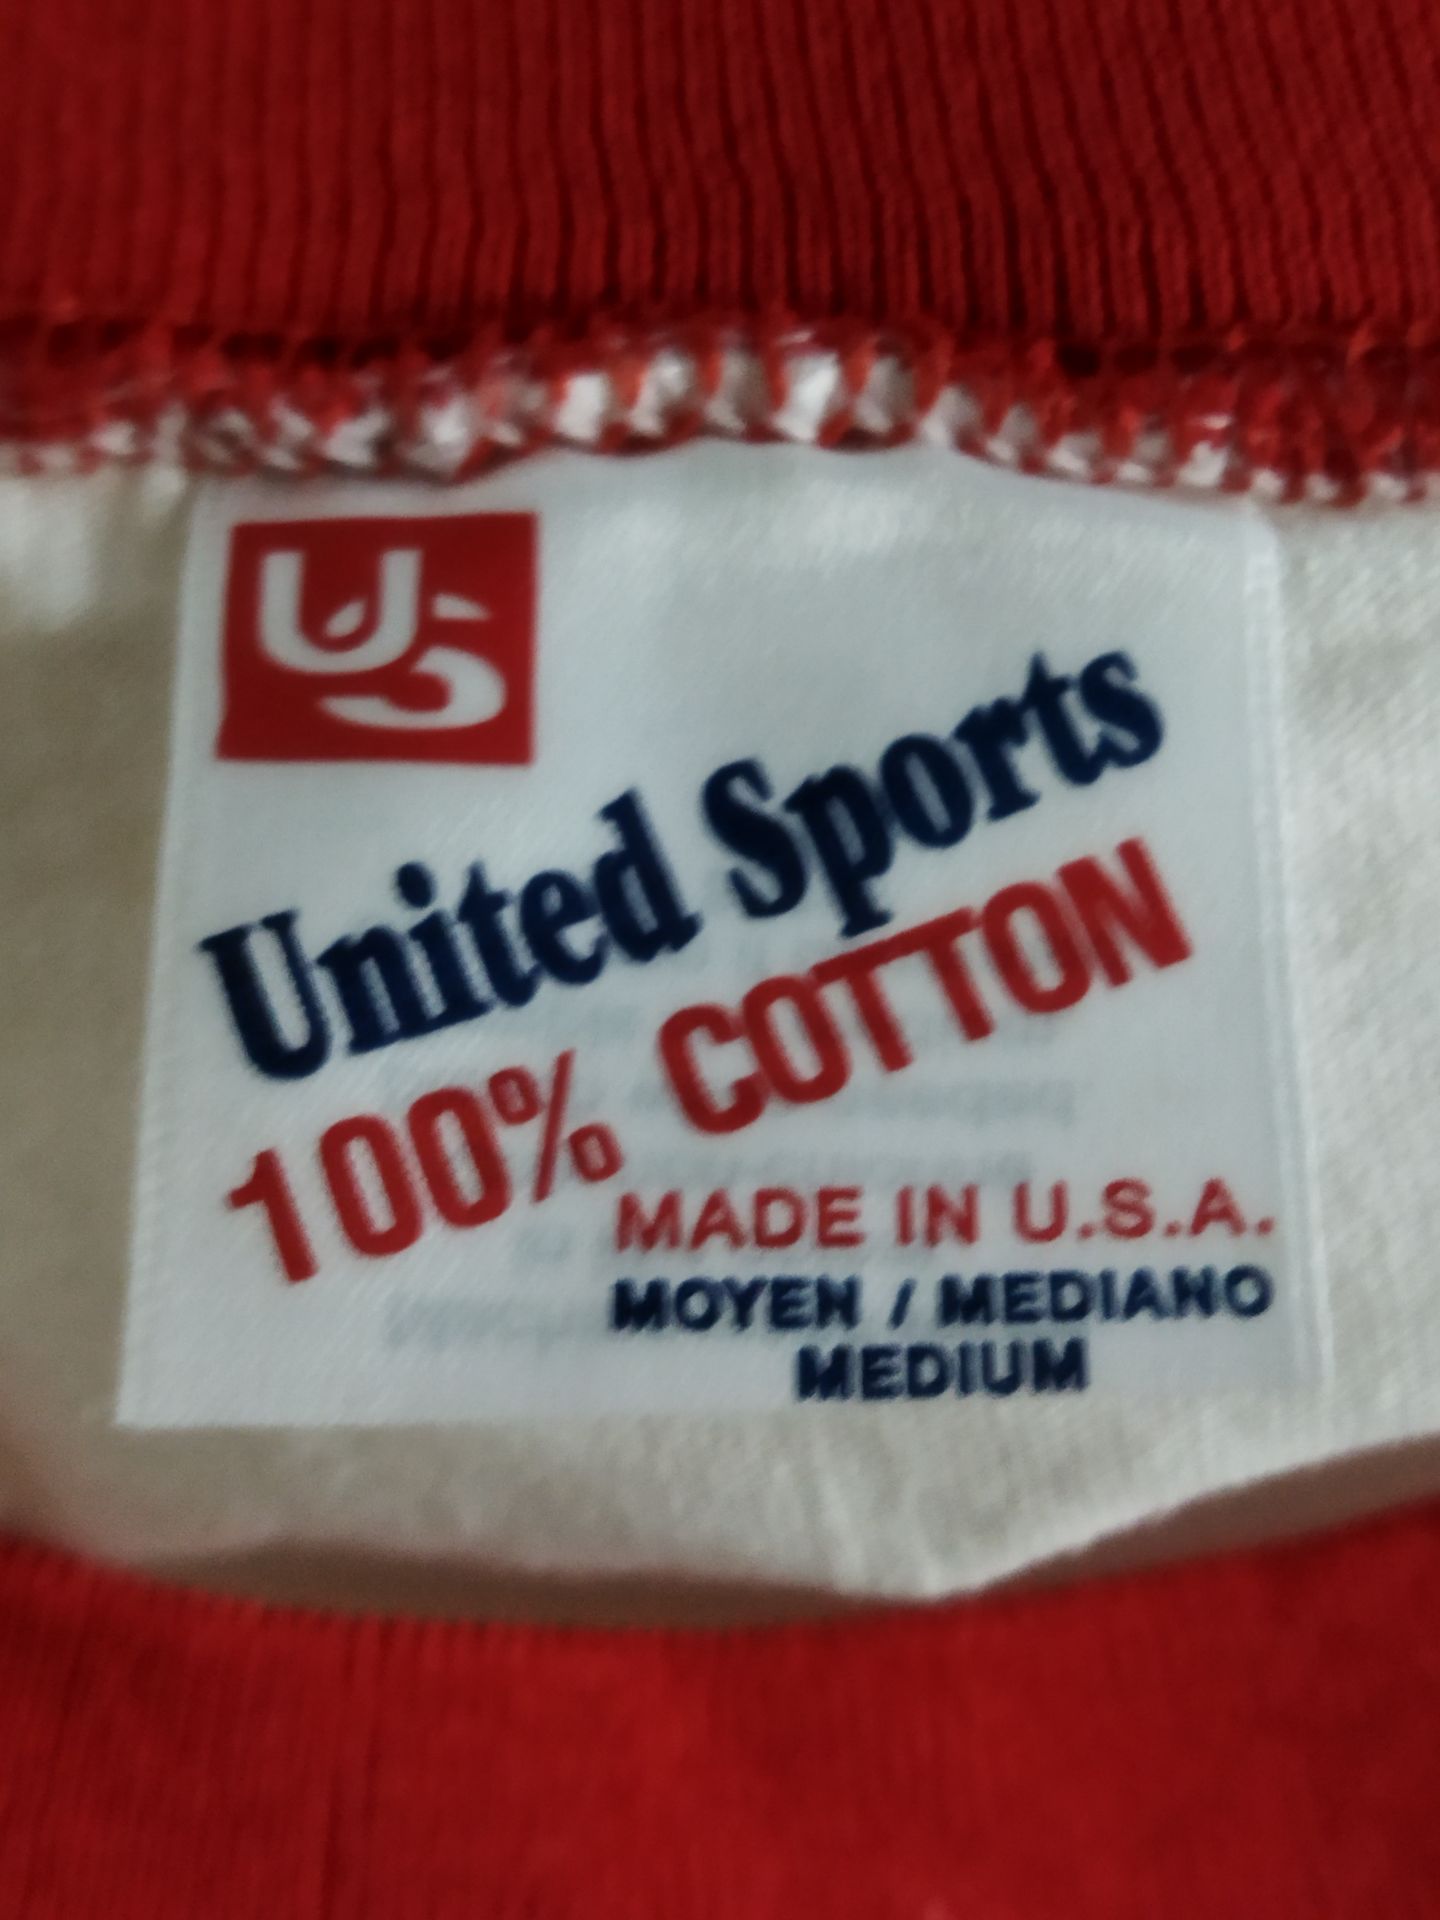 US
United Sports
100% COTTON
MADE IN U.S.A.
MOYEN / MEDIANO
MEDIUM